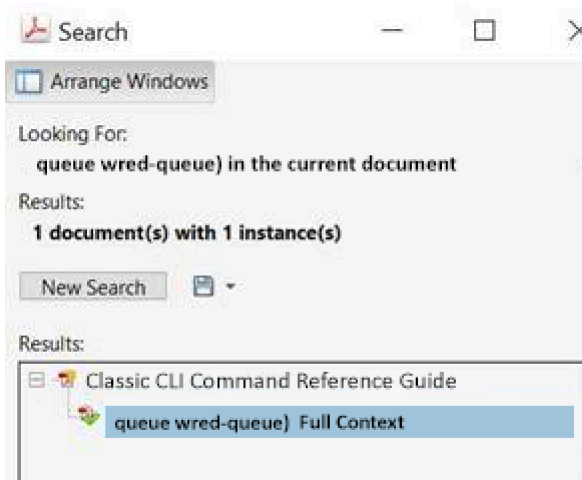 Search
Arrange Windows
Looking For:
queue wred-queue) in the current document
Results:
1 document(s) with 1 instance(s)
New Search
Results:
Classic CLI Command Reference Guide
queue wred-queue) Full Context